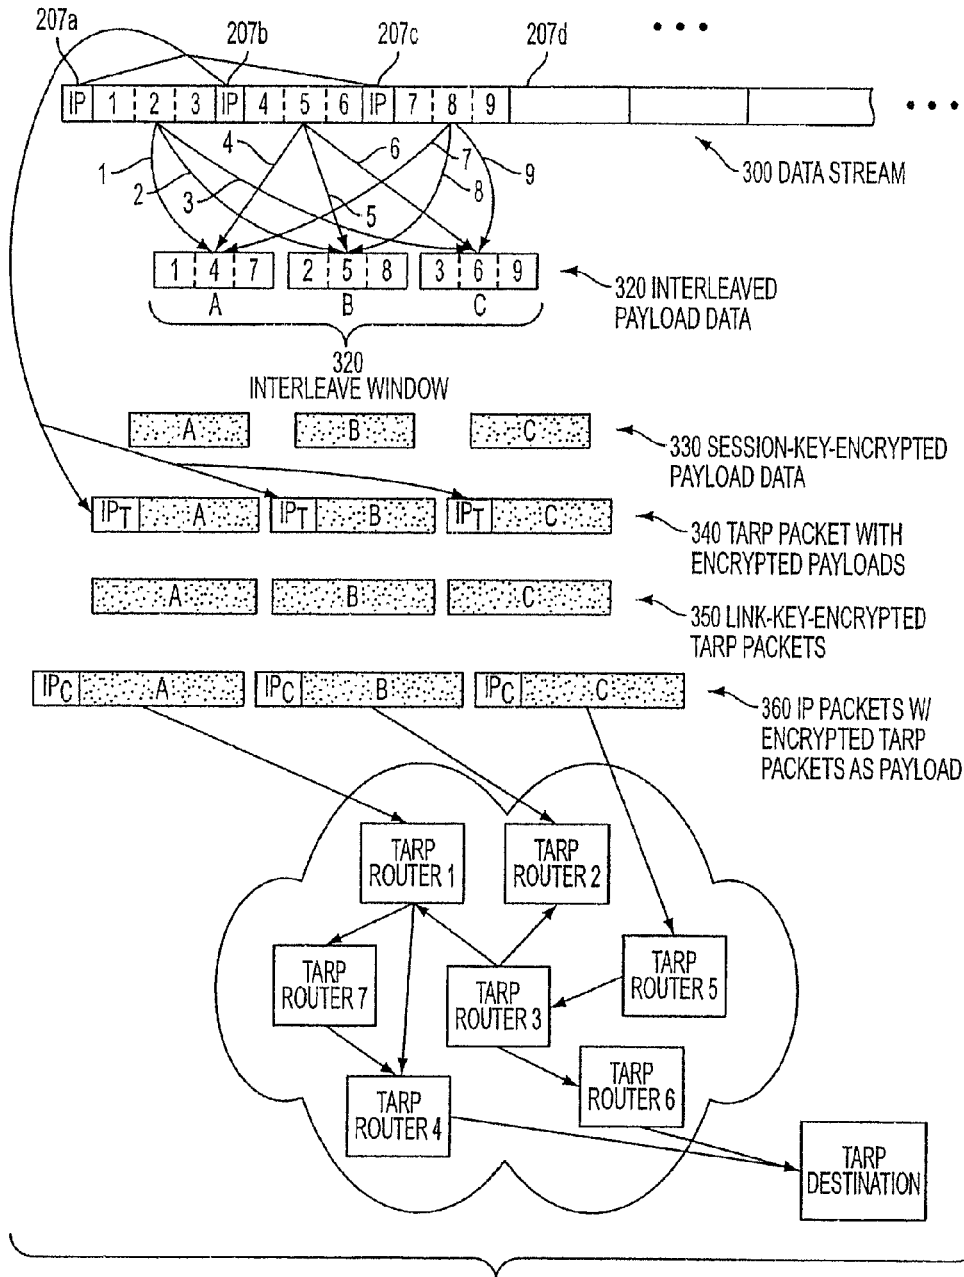 207a 207b 207c 207d
IP 1 2 3 IP 4 5 6 IP 7 8 9
300 DATA STREAM
1 2 3 4 5 6 7 8 9
1 4 7 2 5 8 3 6 9
A B C
320 INTERLEAVED
PAYLOAD DATA
320
INTERLEAVE WINDOW
A B C
330 SESSION-KEY-ENCRYPTED
PAYLOAD DATA
IPT A IPT B IPT C
340 TARP PACKET WITH
ENCRYPTED PAYLOADS
A B C
350 LINK-KEY-ENCRYPTED
TARP PACKETS
IPC A IPC B IPC C
360 IP PACKETS W/
ENCRYPTED TARP
PACKETS AS PAYLOAD
TARP
ROUTER 1
TARP
ROUTER 2
TARP
ROUTER 7
TARP
ROUTER 3
TARP
ROUTER 5
TARP
ROUTER 4
TARP
ROUTER 6
TARP
DESTINATION